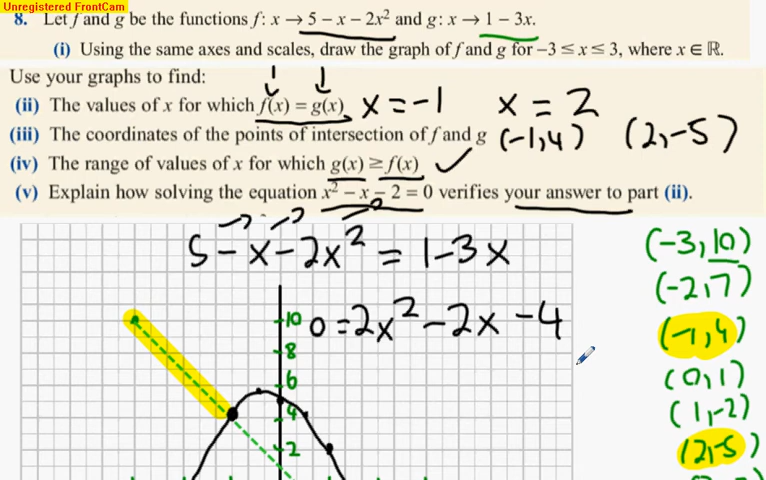 Unregistered FrontCam
8. Let f and g be the functions f: x → 5 − x − 2x² and g: x → 1 − 3x.
(i) Using the same axes and scales, draw the graph of f and g for −3 ≤ x ≤ 3, where x ∈ ℝ.
Use your graphs to find:
(ii) The values of x for which f(x) = g(x). x = −1 x = 2
(iii) The coordinates of the points of intersection of f and g (−1,4) (2,−5)
(iv) The range of values of x for which g(x) ≥ f(x) ✓
(v) Explain how solving the equation x² − x − 2 = 0 verifies your answer to part (ii).
5 − x − 2x² = 1 − 3x
(−3,10)
(−2,7)
10 0 = 2x² − 2x − 4
(−1,4)
8
(0,1)
6
(1,−2)
4
(2,−5)
2